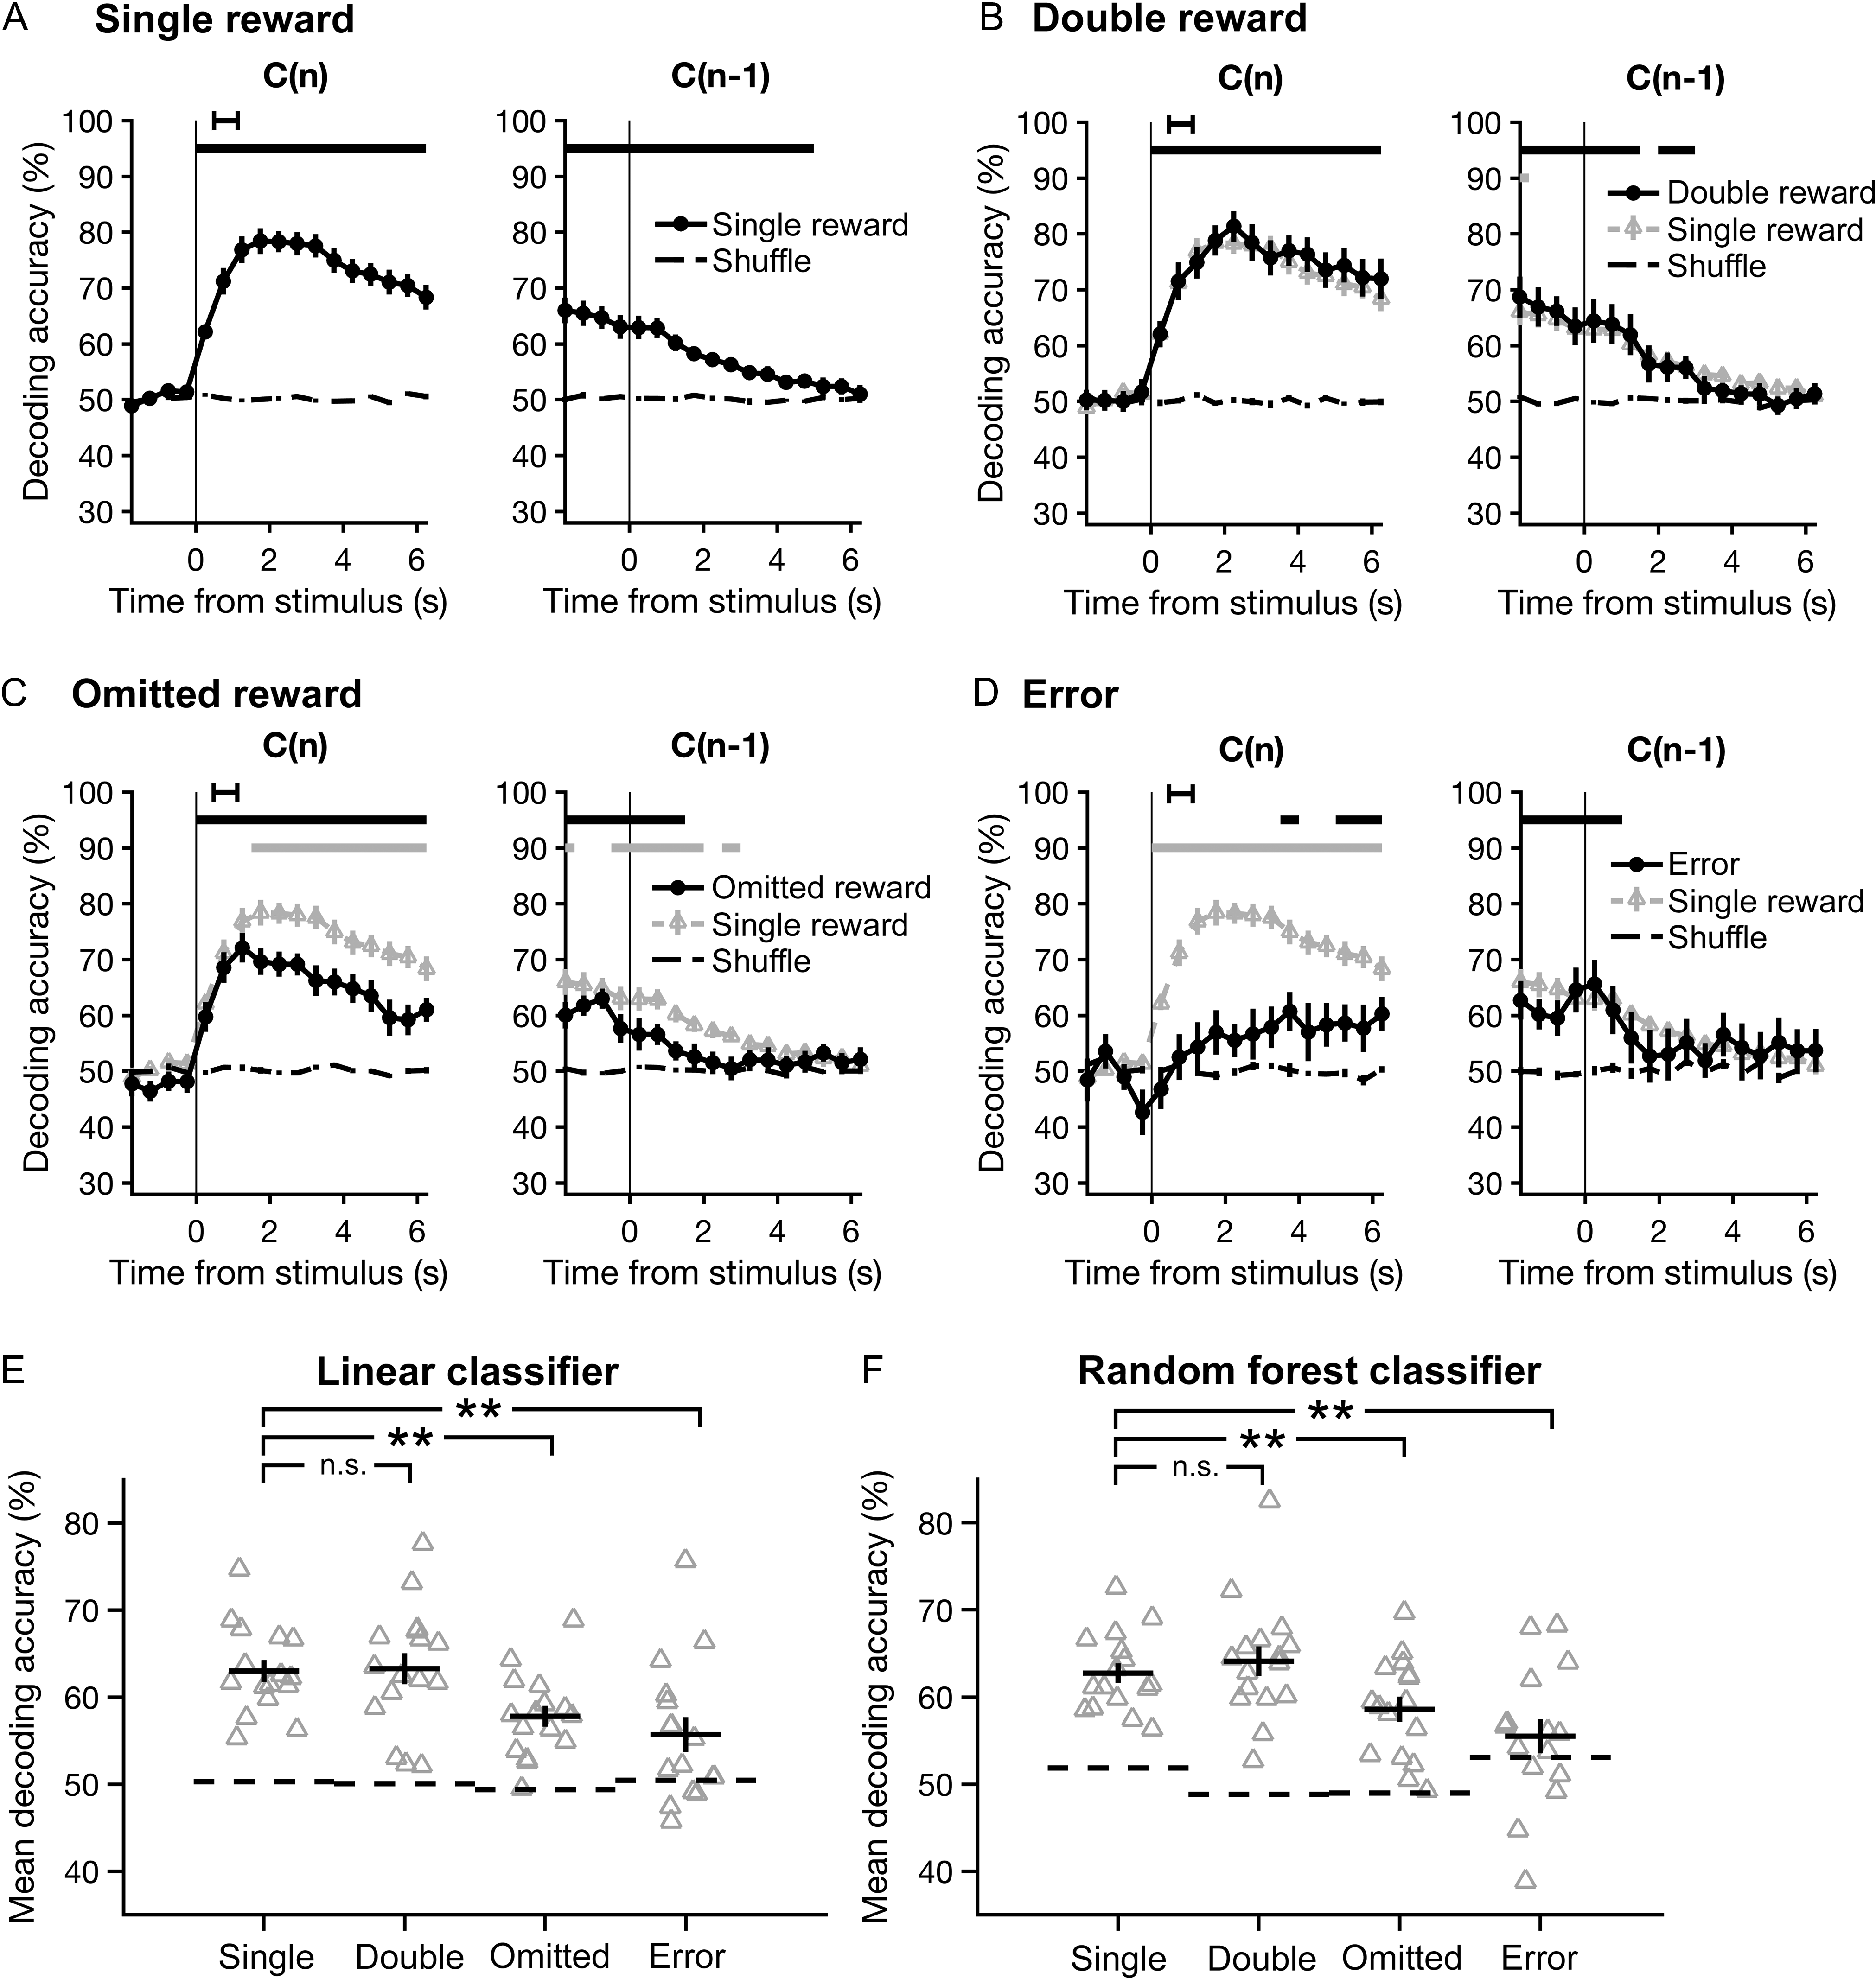 A Single reward
B Double reward
C(n)
C(n-1)
C(n)
C(n-1)
Decoding accuracy (%)
100
90
80
70
60
50
40
30
0 2 4 6
Time from stimulus (s)
100
90
80
70
60
50
40
30
Single reward
Shuffle
0 2 4 6
Time from stimulus (s)
Decoding accuracy (%)
100
90
80
70
60
50
40
30
0 2 4 6
Time from stimulus (s)
100
90
80
70
60
50
40
30
Double reward
Single reward
Shuffle
0 2 4 6
Time from stimulus (s)
C Omitted reward
D Error
C(n)
C(n-1)
C(n)
C(n-1)
Decoding accuracy (%)
100
90
80
70
60
50
40
30
0 2 4 6
Time from stimulus (s)
100
90
80
70
60
50
40
30
Omitted reward
Single reward
Shuffle
0 2 4 6
Time from stimulus (s)
Decoding accuracy (%)
100
90
80
70
60
50
40
30
0 2 4 6
Time from stimulus (s)
100
90
80
70
60
50
40
30
Error
Single reward
Shuffle
0 2 4 6
Time from stimulus (s)
E Linear classifier
**
**
n.s.
Mean decoding accuracy (%)
80
70
60
50
40
Single Double Omitted Error
F Random forest classifier
**
**
n.s.
Mean decoding accuracy (%)
80
70
60
50
40
Single Double Omitted Error